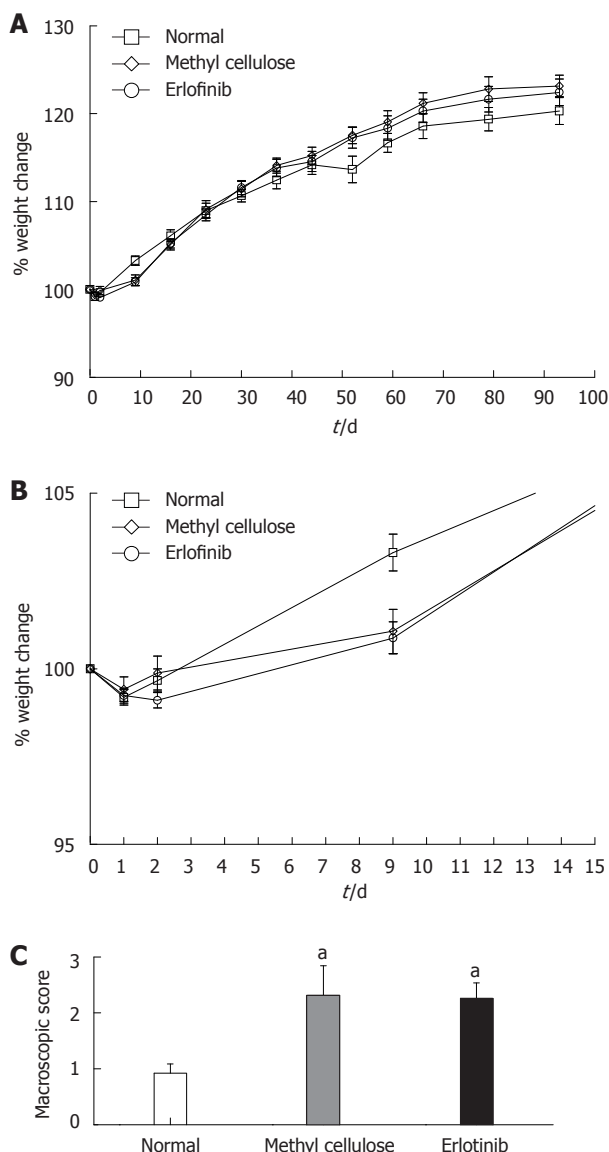 A
130
120
110
100
90
% weight change
Normal
Methyl cellulose
Erlofinib
0 10 20 30 40 50 60 70 80 90 100
t/d
B
105
100
95
% weight change
Normal
Methyl cellulose
Erlofinib
0 1 2 3 4 5 6 7 8 9 10 11 12 13 14 15
t/d
C
3
2
1
0
Macroscopic score
a
a
Normal Methyl cellulose Erlotinib